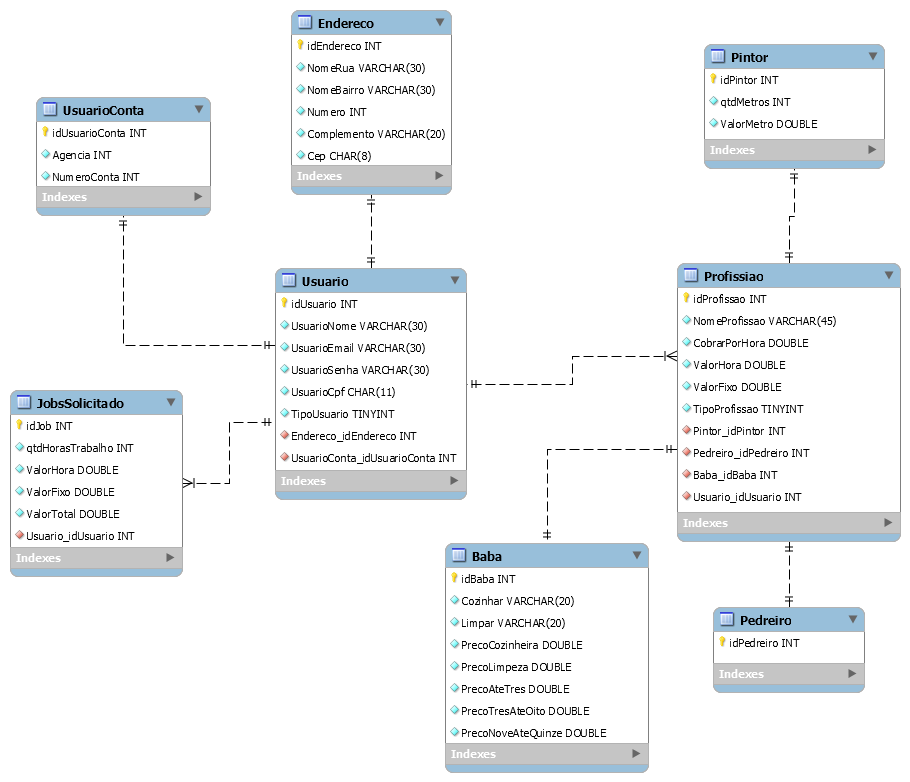 Endereco
idEndereco INT
NomeRua VARCHAR(30)
NomeBairro VARCHAR(30)
Numero INT
Complemento VARCHAR(20)
Cep CHAR(8)
Indexes
Pintor
idPintor INT
qtdMetros INT
ValorMetro DOUBLE
Indexes
UsuarioConta
idUsuarioConta INT
Agencia INT
NumeroConta INT
Indexes
Usuario
idUsuario INT
UsuarioNome VARCHAR(30)
UsuarioEmail VARCHAR(30)
UsuarioSenha VARCHAR(30)
UsuarioCpf CHAR(11)
TipoUsuario TINYINT
Endereco_idEndereco INT
UsuarioConta_idUsuarioConta INT
Indexes
Profissiao
idProfissao INT
NomeProfissao VARCHAR(45)
CobrarPorHora DOUBLE
ValorHora DOUBLE
ValorFixo DOUBLE
TipoProfissao TINYINT
Pintor_idPintor INT
Pedreiro_idPedreiro INT
Baba_idBaba INT
Usuario_idUsuario INT
Indexes
JobsSolicitado
idJob INT
qtdHorasTrabalho INT
ValorHora DOUBLE
ValorFixo DOUBLE
ValorTotal DOUBLE
Usuario_idUsuario INT
Indexes
Baba
idBaba INT
Cozinhar VARCHAR(20)
Limpar VARCHAR(20)
PrecoCozinheira DOUBLE
PrecoLimpeza DOUBLE
PrecoAteTres DOUBLE
PrecoTresAteOito DOUBLE
PrecoNoveAteQuinze DOUBLE
Indexes
Pedreiro
idPedreiro INT
Indexes